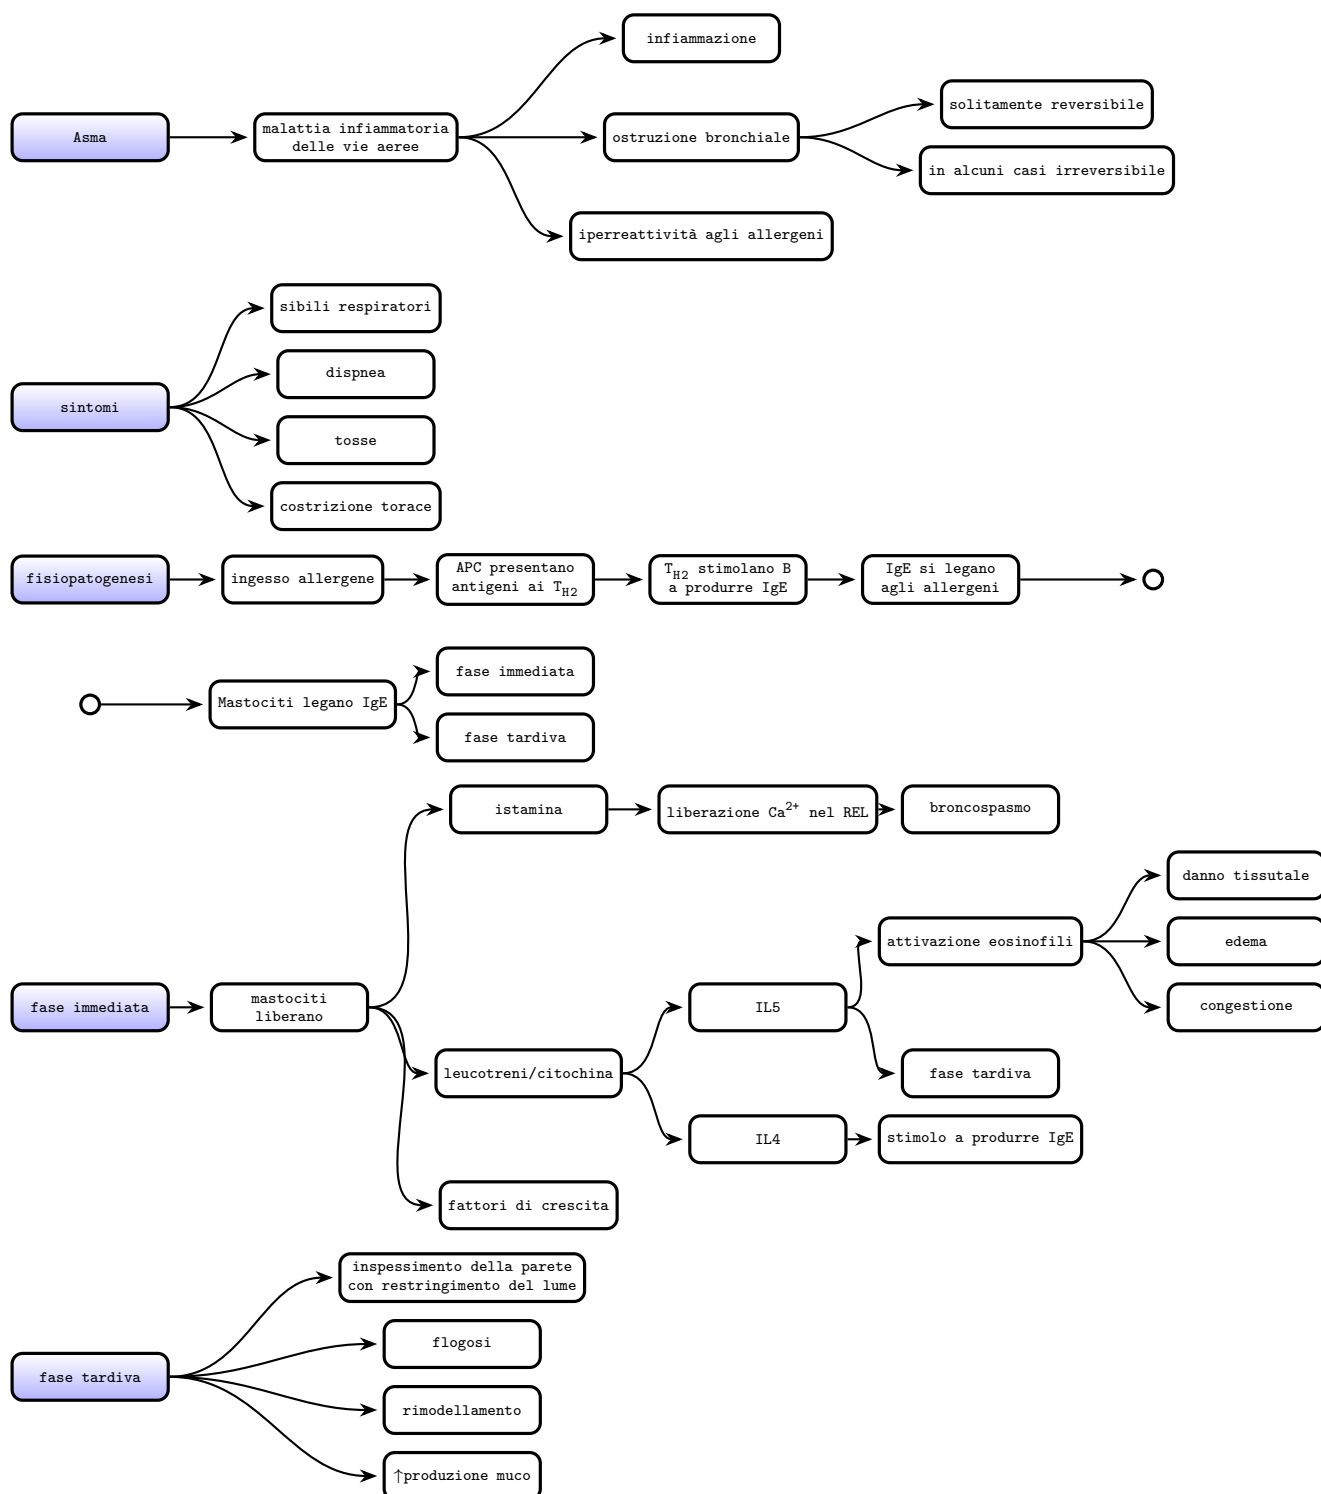 Asma
malattia infiammatoria
delle vie aeree
infiammazione
ostruzione bronchiale
iperreattività agli allergeni
solitamente reversibile
in alcuni casi irreversibile
sintomi
sibili respiratori
dispnea
tosse
costrizione torace
fisiopatogenesi
ingesso allergene
APC presentano
antigeni ai T_H2
T_H2 stimolano B
a produrre IgE
IgE si legano
agli allergeni
Mastociti legano IgE
fase immediata
fase tardiva
fase immediata
mastociti
liberano
istamina
liberazione Ca²⁺ nel REL
broncospasmo
leucotreni/citochina
IL5
attivazione eosinofili
danno tissutale
edema
congestione
fase tardiva
IL4
stimolo a produrre IgE
fattori di crescita
fase tardiva
inspessimento della parete
con restringimento del lume
flogosi
rimodellamento
↑produzione muco